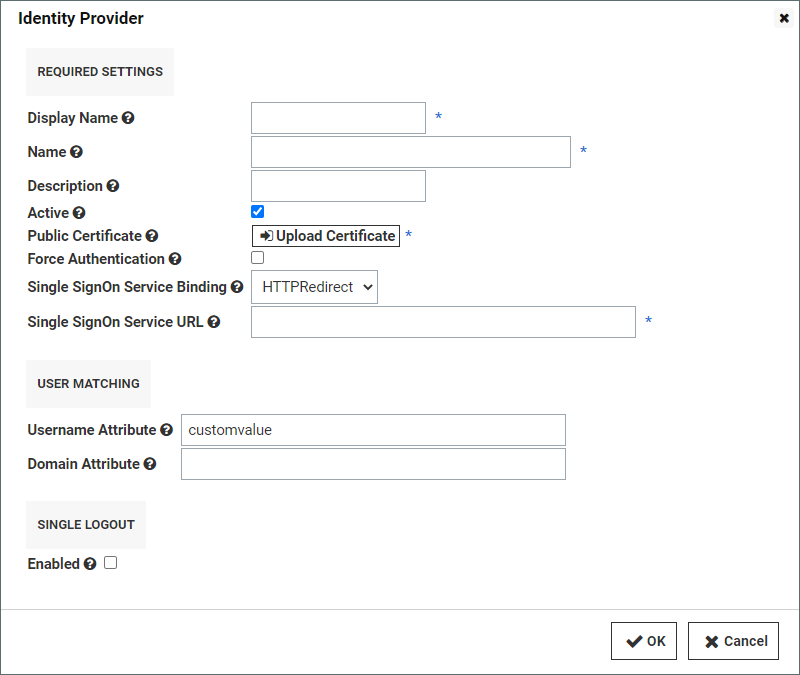 Identity Provider
REQUIRED SETTINGS
Display Name *
Name *
Description
Active
Public Certificate Upload Certificate *
Force Authentication
Single SignOn Service Binding HTTPRedirect
Single SignOn Service URL *
USER MATCHING
Username Attribute customvalue
Domain Attribute
SINGLE LOGOUT
Enabled
OK Cancel